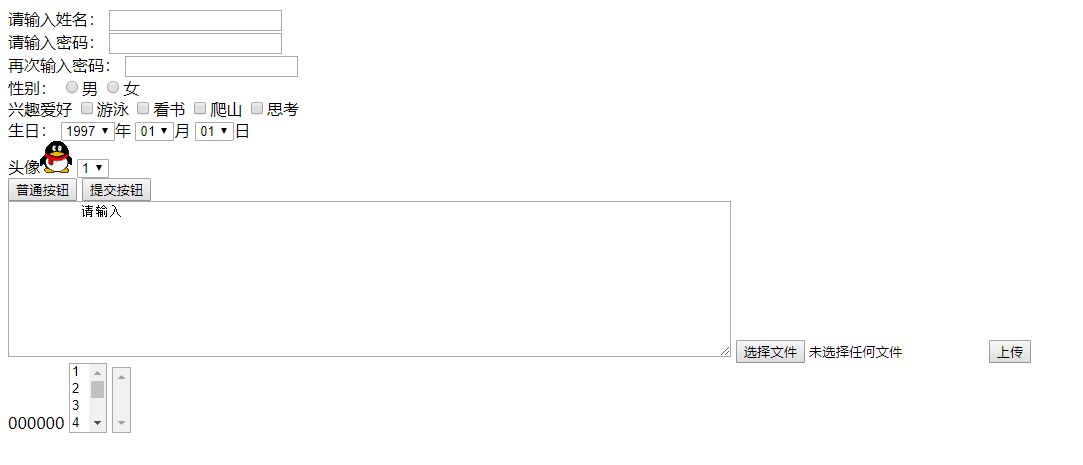 请输入姓名：
请输入密码：
再次输入密码：
性别： 男 女
兴趣爱好 游泳 看书 爬山 思考
生日： 1997 年 01 月 01 日
头像 1
普通按钮 提交按钮
请输入
选择文件 未选择任何文件 上传
000000
1
2
3
4